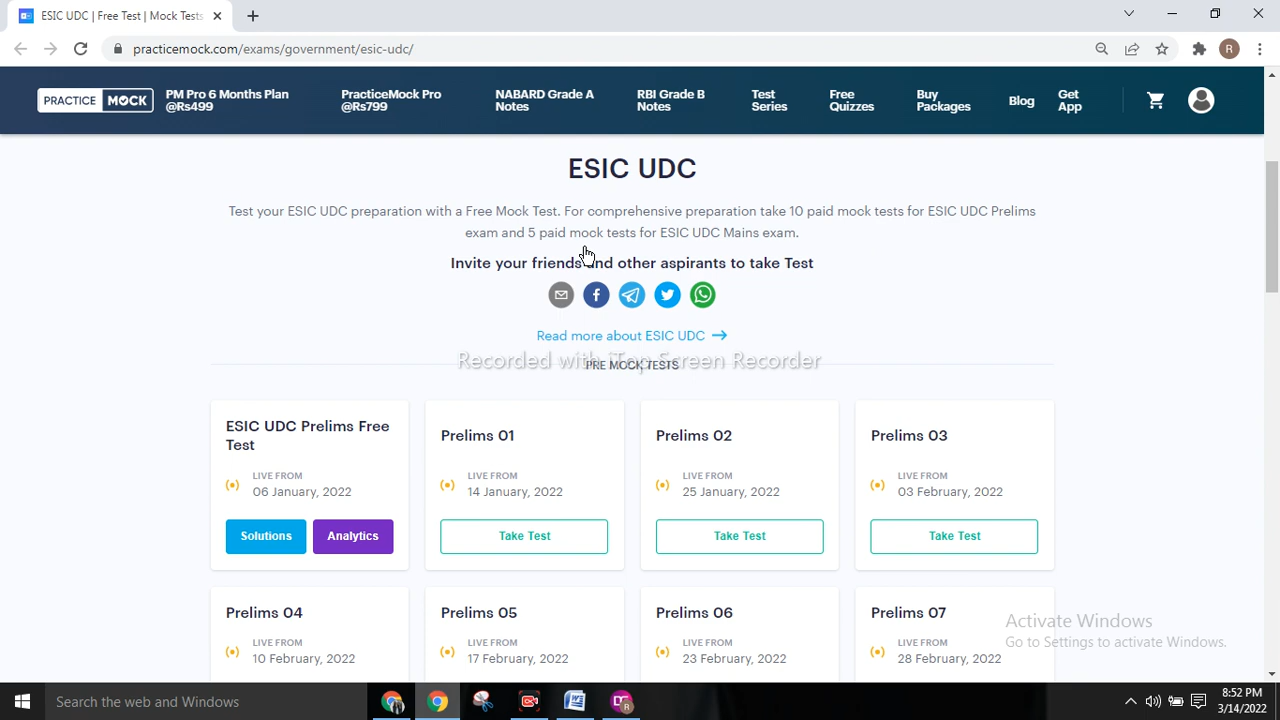 ESIC UDC | Free Test | Mock Tests
practicemock.com/exams/government/esic-udc/
R
PRACTICE MOCK
PM Pro 6 Months Plan @Rs499
PracticeMock Pro @Rs799
NABARD Grade A Notes
RBI Grade B Notes
Test Series
Free Quizzes
Buy Packages
Blog
Get App
ESIC UDC
Test your ESIC UDC preparation with a Free Mock Test. For comprehensive preparation take 10 paid mock tests for ESIC UDC Prelims
exam and 5 paid mock tests for ESIC UDC Mains exam.
Invite your friends and other aspirants to take Test
Read more about ESIC UDC →
Recorded with iTop Screen Recorder
PRE MOCK TESTS
ESIC UDC Prelims Free
Test
LIVE FROM
06 January, 2022
Solutions Analytics
Prelims 01
LIVE FROM
14 January, 2022
Take Test
Prelims 02
LIVE FROM
25 January, 2022
Take Test
Prelims 03
LIVE FROM
03 February, 2022
Take Test
Prelims 04
LIVE FROM
10 February, 2022
Prelims 05
LIVE FROM
17 February, 2022
Prelims 06
LIVE FROM
23 February, 2022
Prelims 07
LIVE FROM
28 February, 2022
Activate Windows
Go to Settings to activate Windows.
Search the web and Windows
8:52 PM
3/14/2022